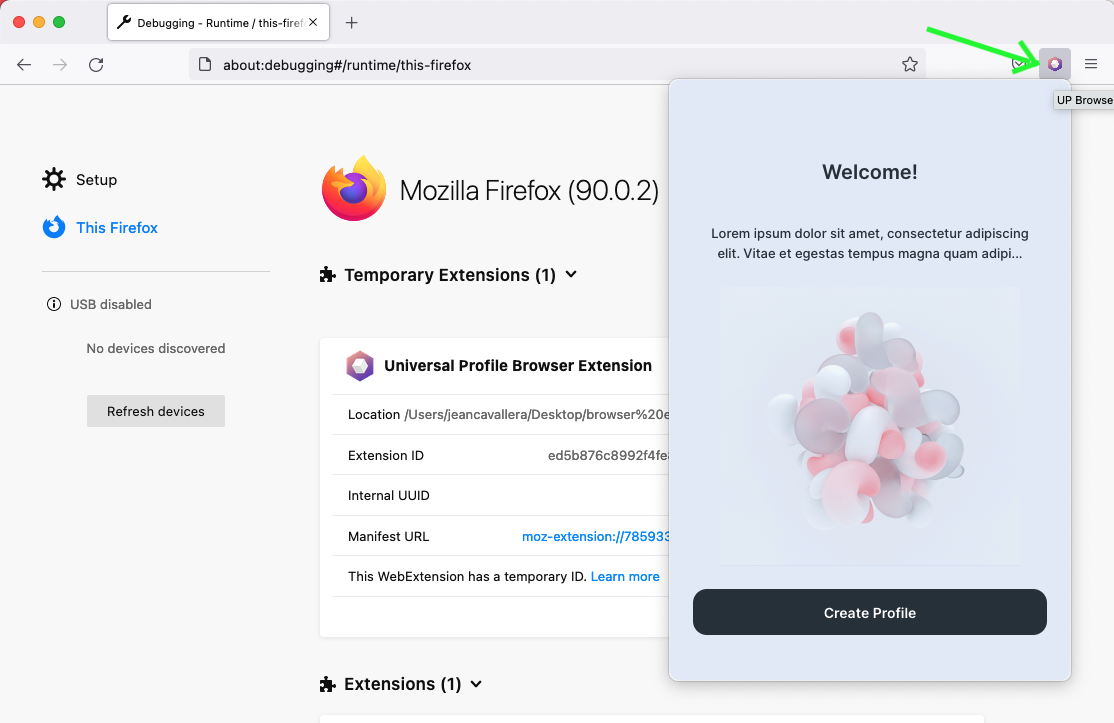 Debugging - Runtime / this-firef
about:debugging#/runtime/this-firefox
UP Browse
Setup
This Firefox
USB disabled
No devices discovered
Refresh devices
Mozilla Firefox (90.0.2)
Temporary Extensions (1)
Universal Profile Browser Extension
Location /Users/jeancavallera/Desktop/browser%20e
Extension ID ed5b876c8992f4fe
Internal UUID
Manifest URL moz-extension://785933
This WebExtension has a temporary ID. Learn more
Extensions (1)
Welcome!
Lorem ipsum dolor sit amet, consectetur adipiscing
elit. Vitae et egestas tempus magna quam adipi...
Create Profile